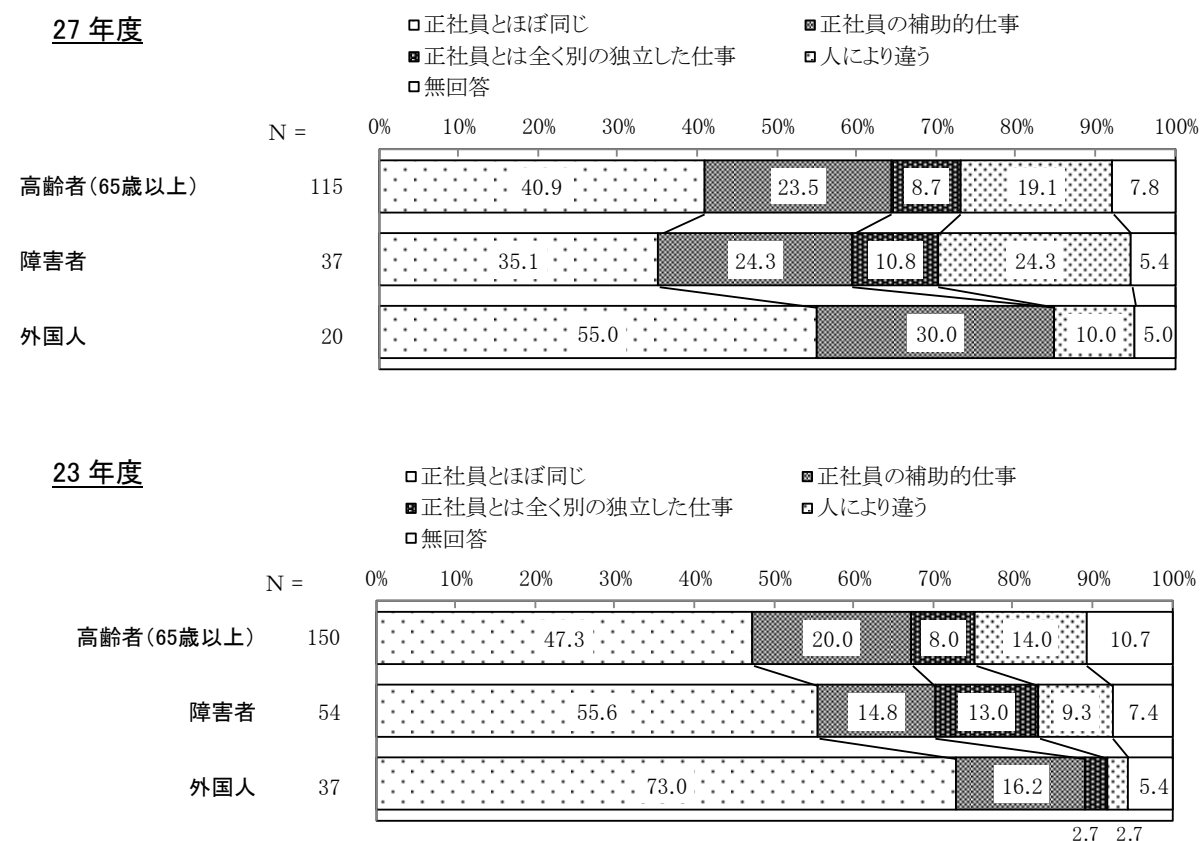 27 年度
□正社員とほぼ同じ ■正社員の補助的仕事
■正社員とは全く別の独立した仕事 □人により違う
□無回答
N = 0% 10% 20% 30% 40% 50% 60% 70% 80% 90% 100%
高齢者（65歳以上） 115 40.9 23.5 8.7 19.1 7.8
障害者 37 35.1 24.3 10.8 24.3 5.4
外国人 20 55.0 30.0 10.0 5.0
23 年度
□正社員とほぼ同じ ■正社員の補助的仕事
■正社員とは全く別の独立した仕事 □人により違う
□無回答
N = 0% 10% 20% 30% 40% 50% 60% 70% 80% 90% 100%
高齢者（65歳以上） 150 47.3 20.0 8.0 14.0 10.7
障害者 54 55.6 14.8 13.0 9.3 7.4
外国人 37 73.0 16.2 5.4
2.7 2.7